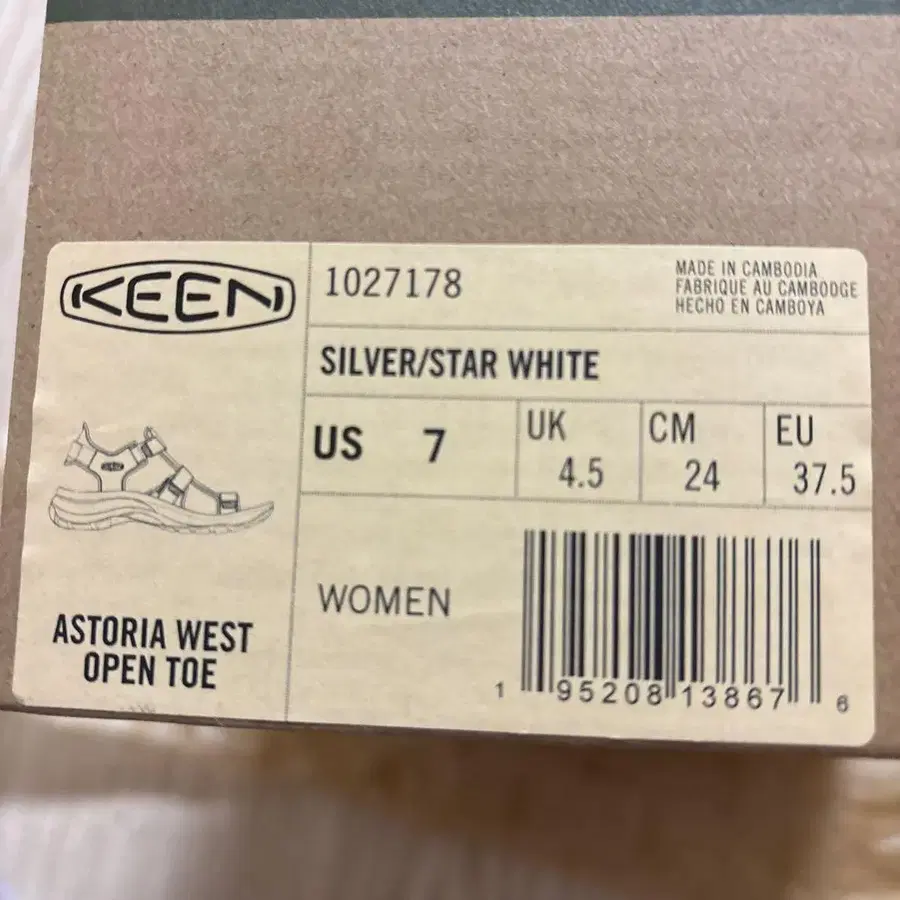 KEEN
1027178
MADE IN CAMBODIA
FABRIQUE AU CAMBODGE
HECHO EN CAMBOYA
SILVER/STAR WHITE
US 7
UK 4.5
CM 24
EU 37.5
KEEN
ASTORIA WEST
OPEN TOE
WOMEN
1 95208 13867 6